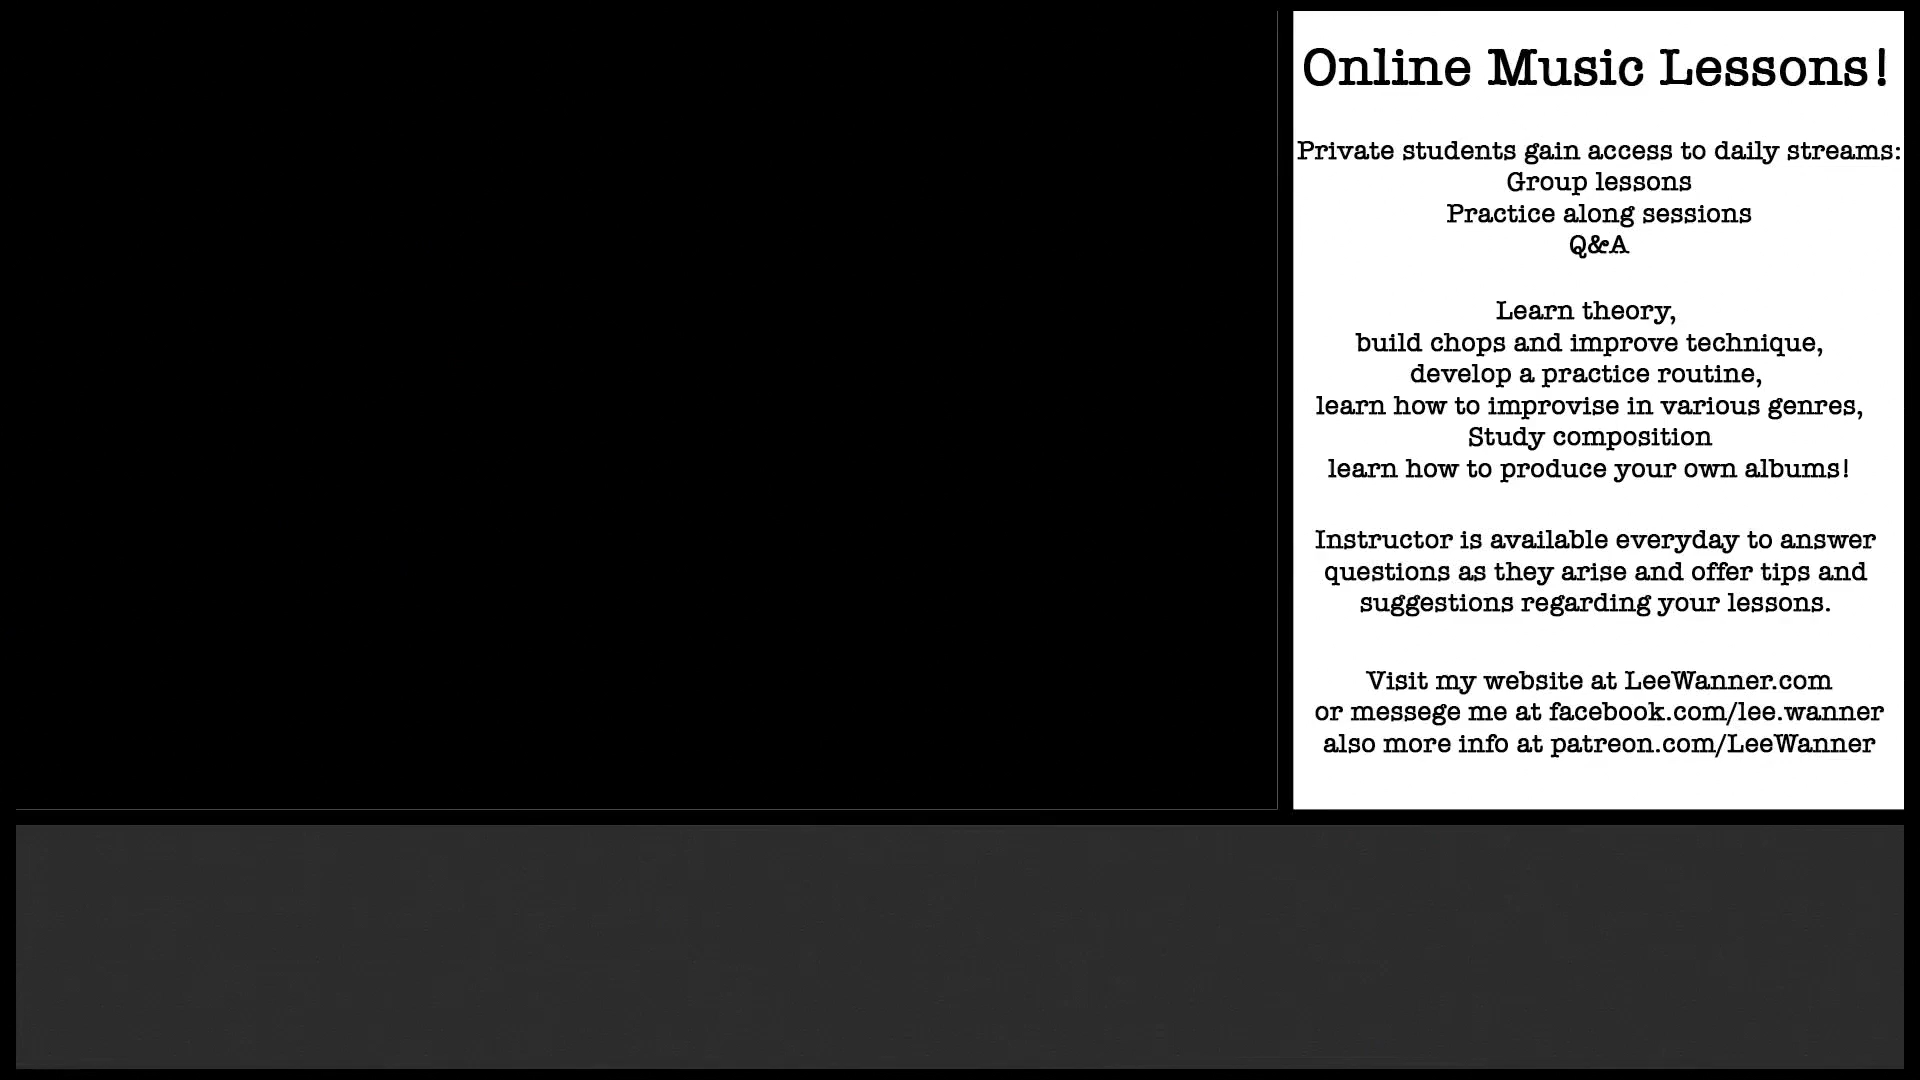 Online Music Lessons!
Private students gain access to daily streams:
Group lessons
Practice along sessions
Q&A
Learn theory,
build chops and improve technique,
develop a practice routine,
learn how to improvise in various genres,
Study composition
learn how to produce your own albums!
Instructor is available everyday to answer
questions as they arise and offer tips and
suggestions regarding your lessons.
Visit my website at LeeWanner.com
or messege me at facebook.com/lee.wanner
also more info at patreon.com/LeeWanner